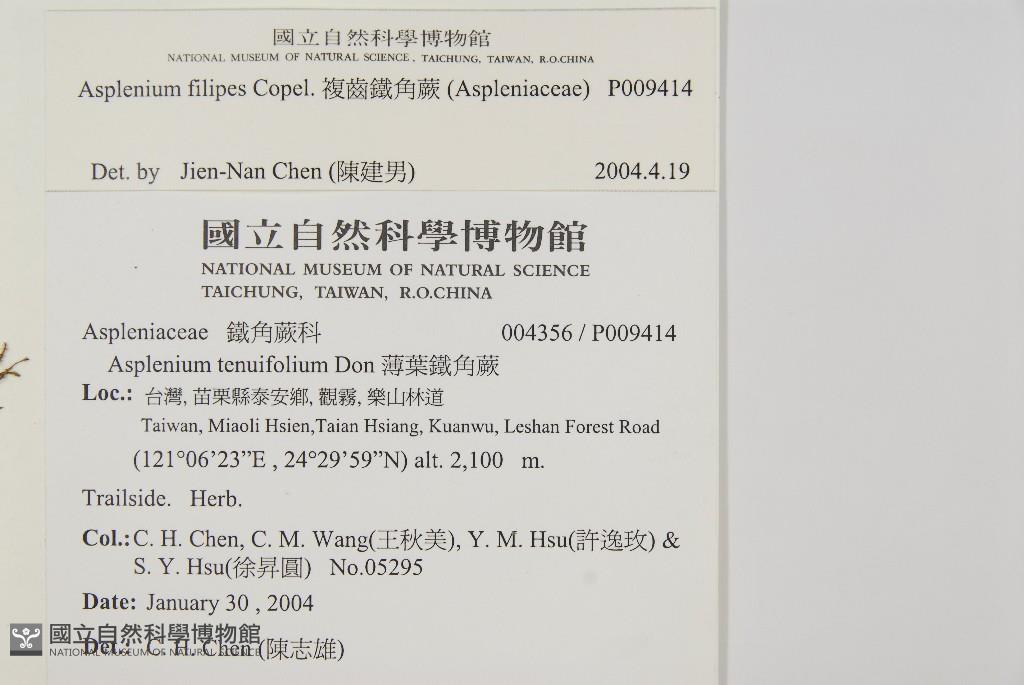 國立自然科學博物館
NATIONAL MUSEUM OF NATURAL SCIENCE, TAICHUNG, TAIWAN, R.O.CHINA
Asplenium filipes Copel. 複齒鐵角蕨 (Aspleniaceae) P009414
Det. by Jien-Nan Chen (陳建男) 2004.4.19
國立自然科學博物館
NATIONAL MUSEUM OF NATURAL SCIENCE
TAICHUNG, TAIWAN, R.O.CHINA
Aspleniaceae 鐵角蕨科 004356 / P009414
Asplenium tenuifolium Don 薄葉鐵角蕨
Loc.: 台灣, 苗栗縣泰安鄉, 觀霧, 樂山林道
Taiwan, Miaoli Hsien,Taian Hsiang, Kuanwu, Leshan Forest Road
(121°06’23”E , 24°29’59”N) alt. 2,100 m.
Trailside. Herb.
Col.: C. H. Chen, C. M. Wang(王秋美), Y. M. Hsu(許逸玫) &
S. Y. Hsu(徐昇圓) No.05295
Date: January 30 , 2004
Det.: C. H. Chen (陳志雄)
國立自然科學博物館
NATIONAL MUSEUM OF NATURAL SCIENCE